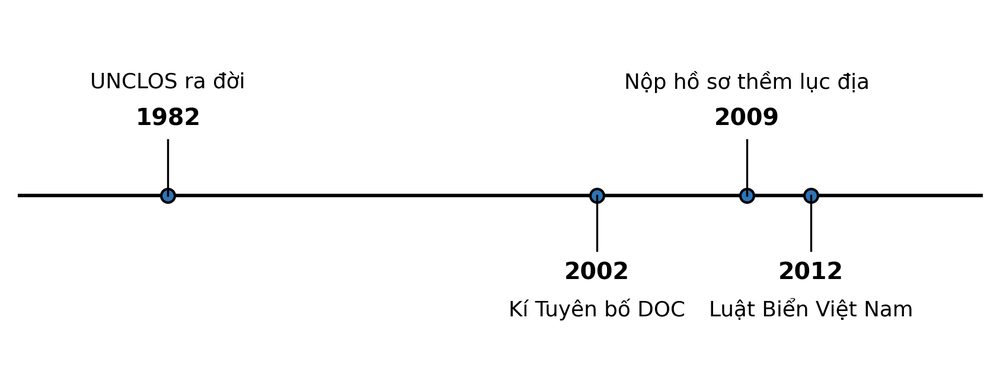 UNCLOS ra đời
1982
Nộp hồ sơ thềm lục địa
2009
2002
Kí Tuyên bố DOC
2012
Luật Biển Việt Nam